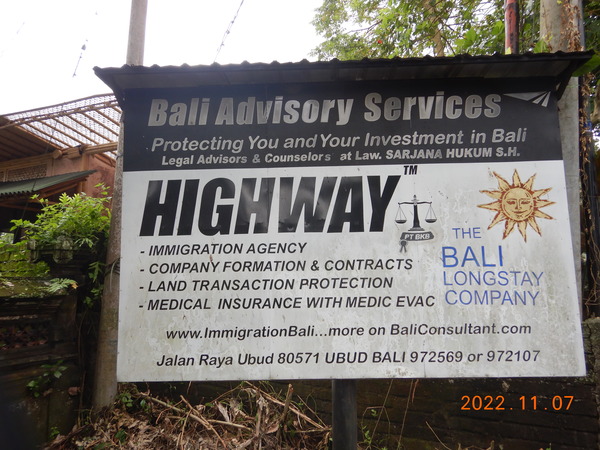 Bali Advisory Services
Protecting You and Your Investment in Bali
Legal Advisors & Counselors at Law. SARJANA HUKUM S.H.
HIGHWAY™
PT BKB
- IMMIGRATION AGENCY
- COMPANY FORMATION & CONTRACTS
- LAND TRANSACTION PROTECTION
- MEDICAL INSURANCE WITH MEDIC EVAC
THE
BALI
LONGSTAY
COMPANY
www.ImmigrationBali...more on BaliConsultant.com
Jalan Raya Ubud 80571 UBUD BALI 972569 or 972107
2022.11.07